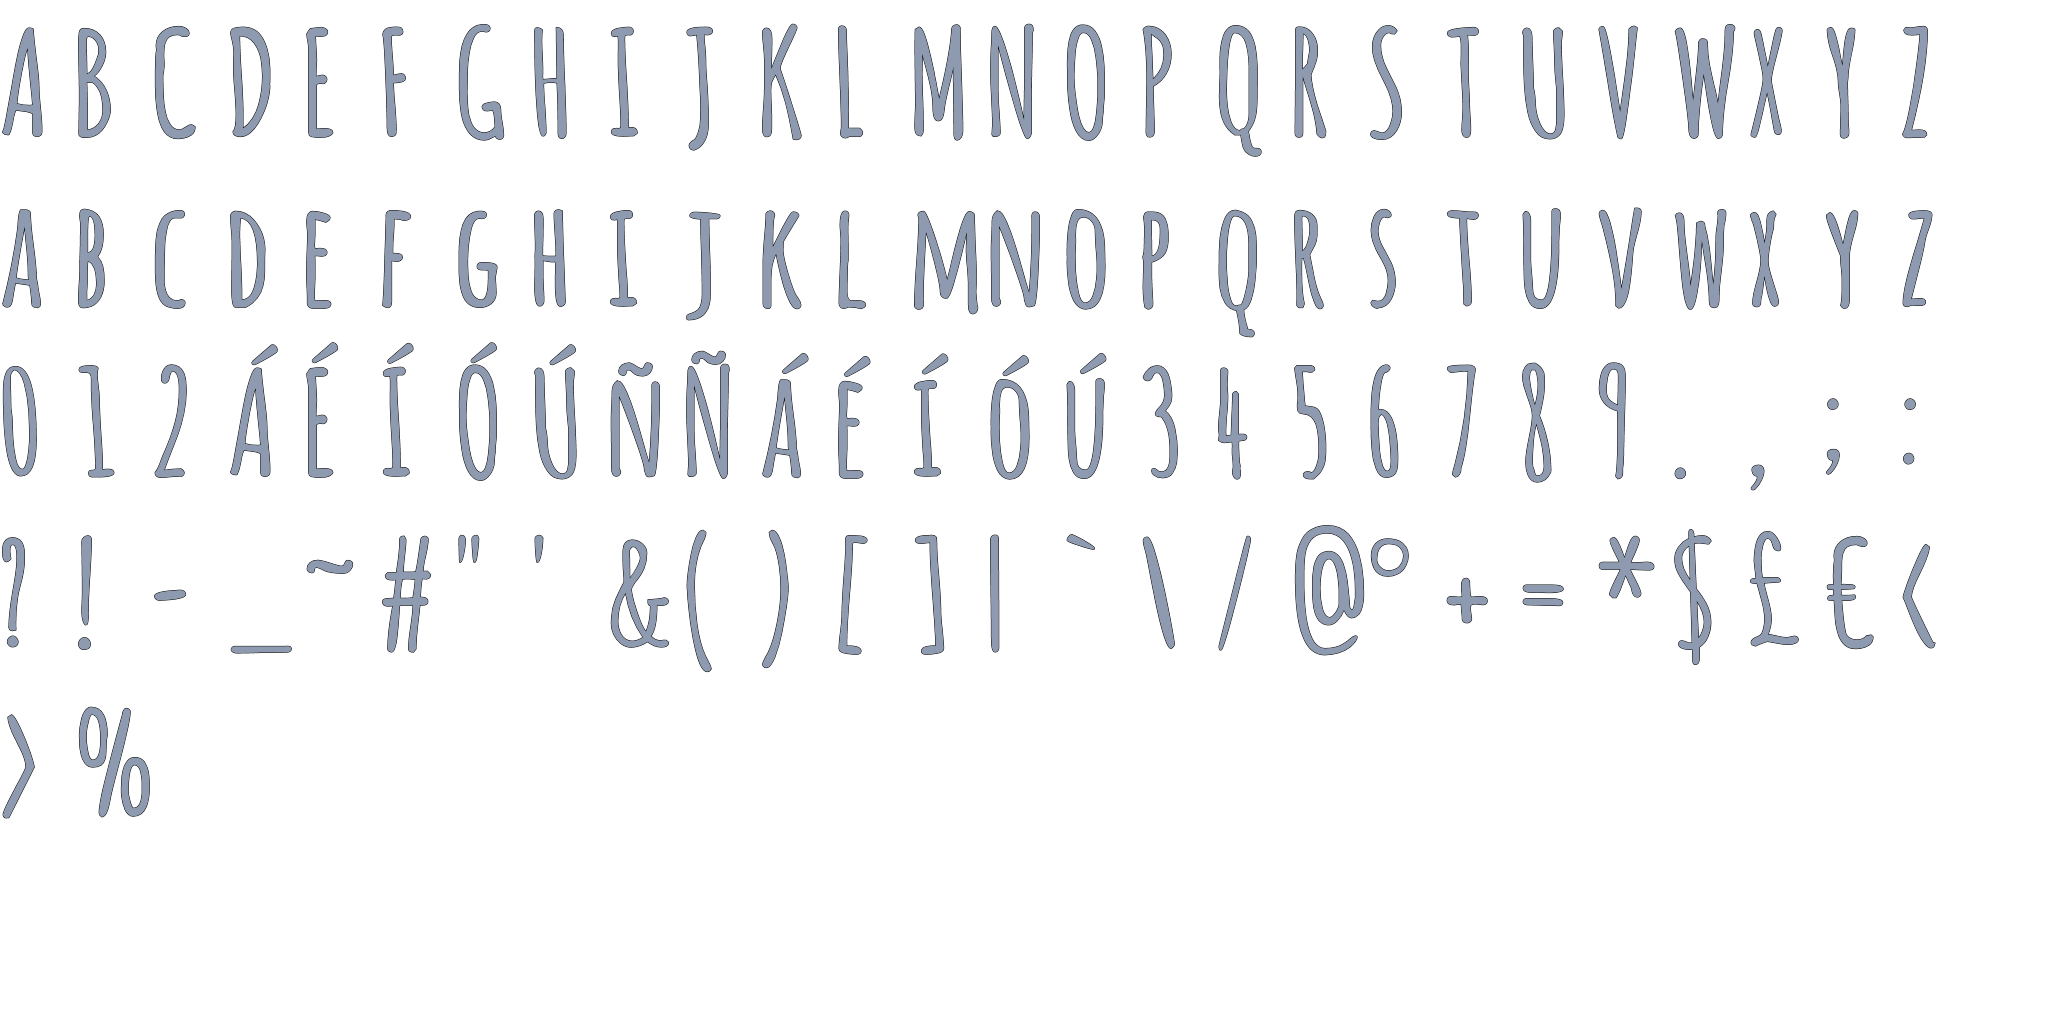 A B C D E F G H I J K L M N O P Q R S T U V W X Y Z
A B C D E F G H I J K L M N O P Q R S T U V W X Y Z
0 1 2 Á É Í Ó Ú Ñ Ñ Á É Í Ó Ú 3 4 5 6 7 8 9 . , ; :
? ! - _ ~ # " ' & ( ) [ ] | ` \ / @ ° + = * $ £ € <
> %